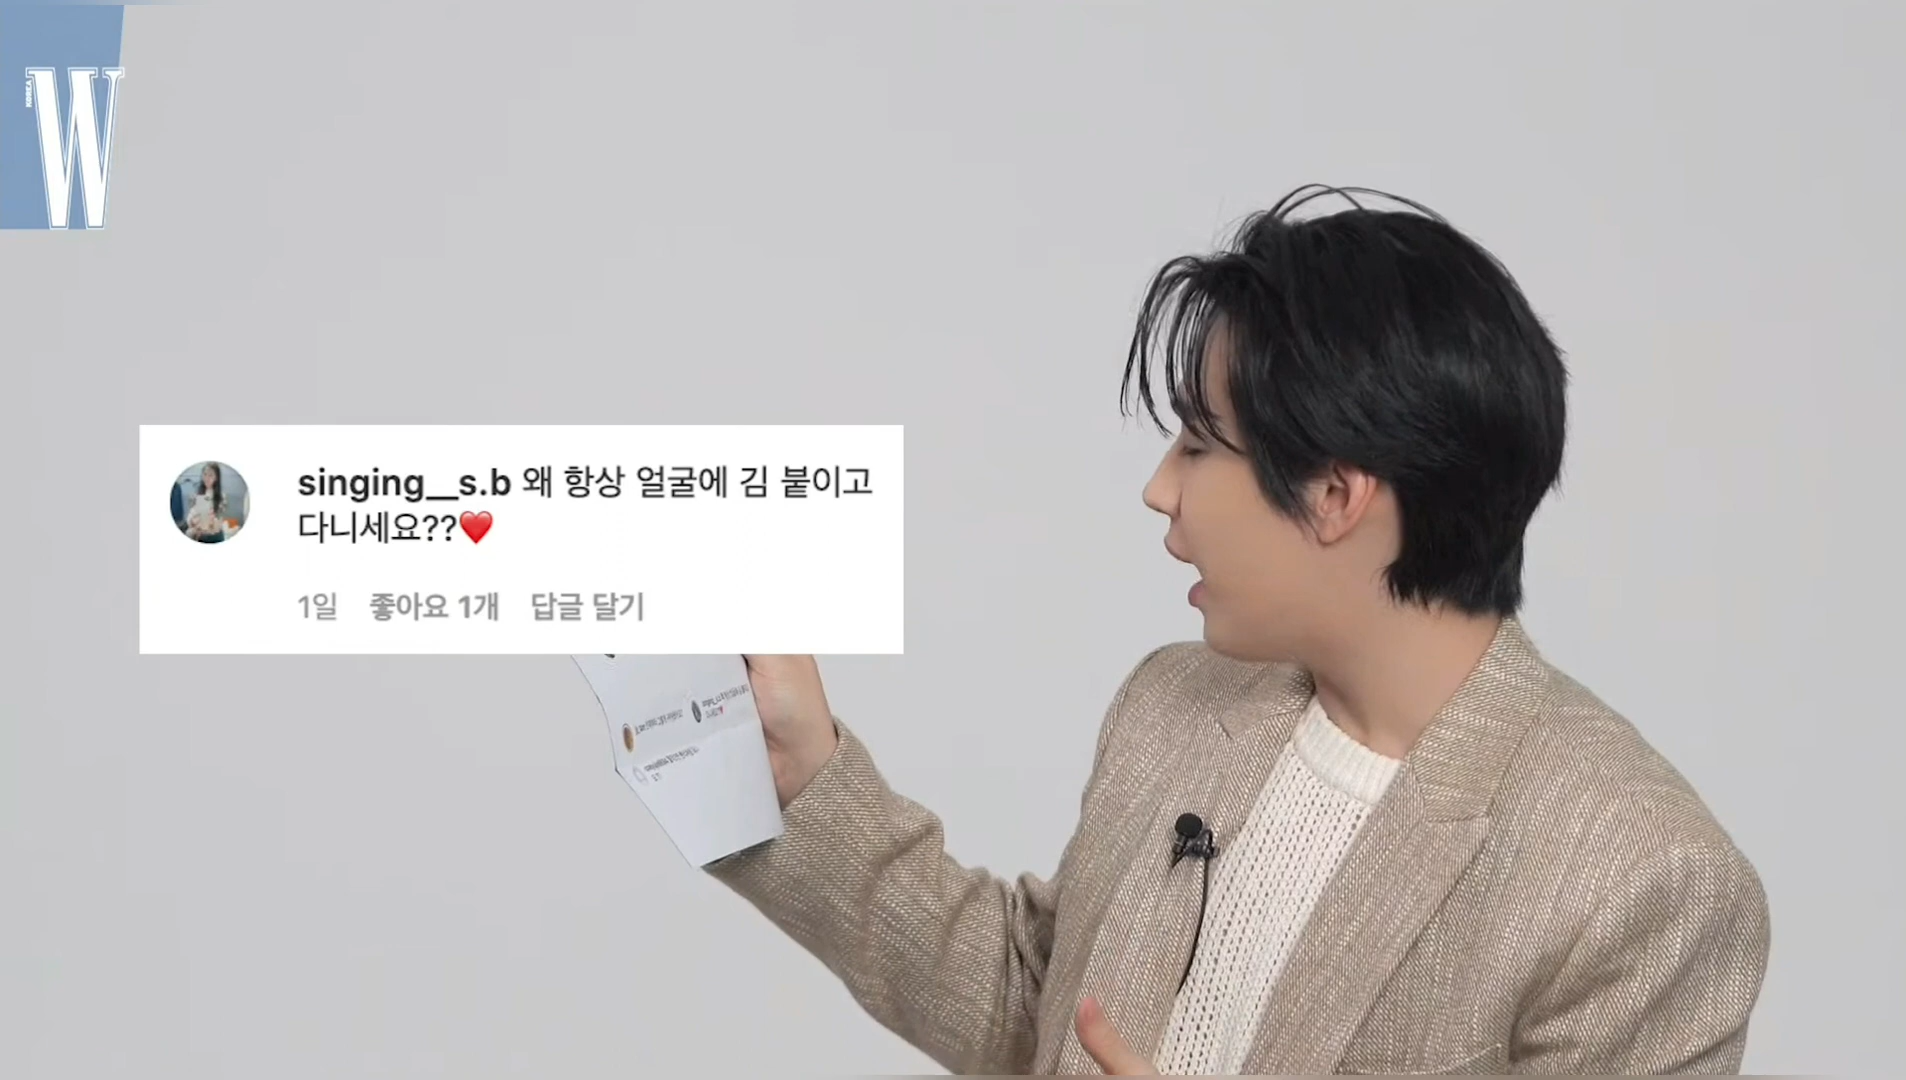 KOREA
W
singing__s.b 왜 항상 얼굴에 김 붙이고
다니세요??❤️
1일 좋아요 1개 답글 달기